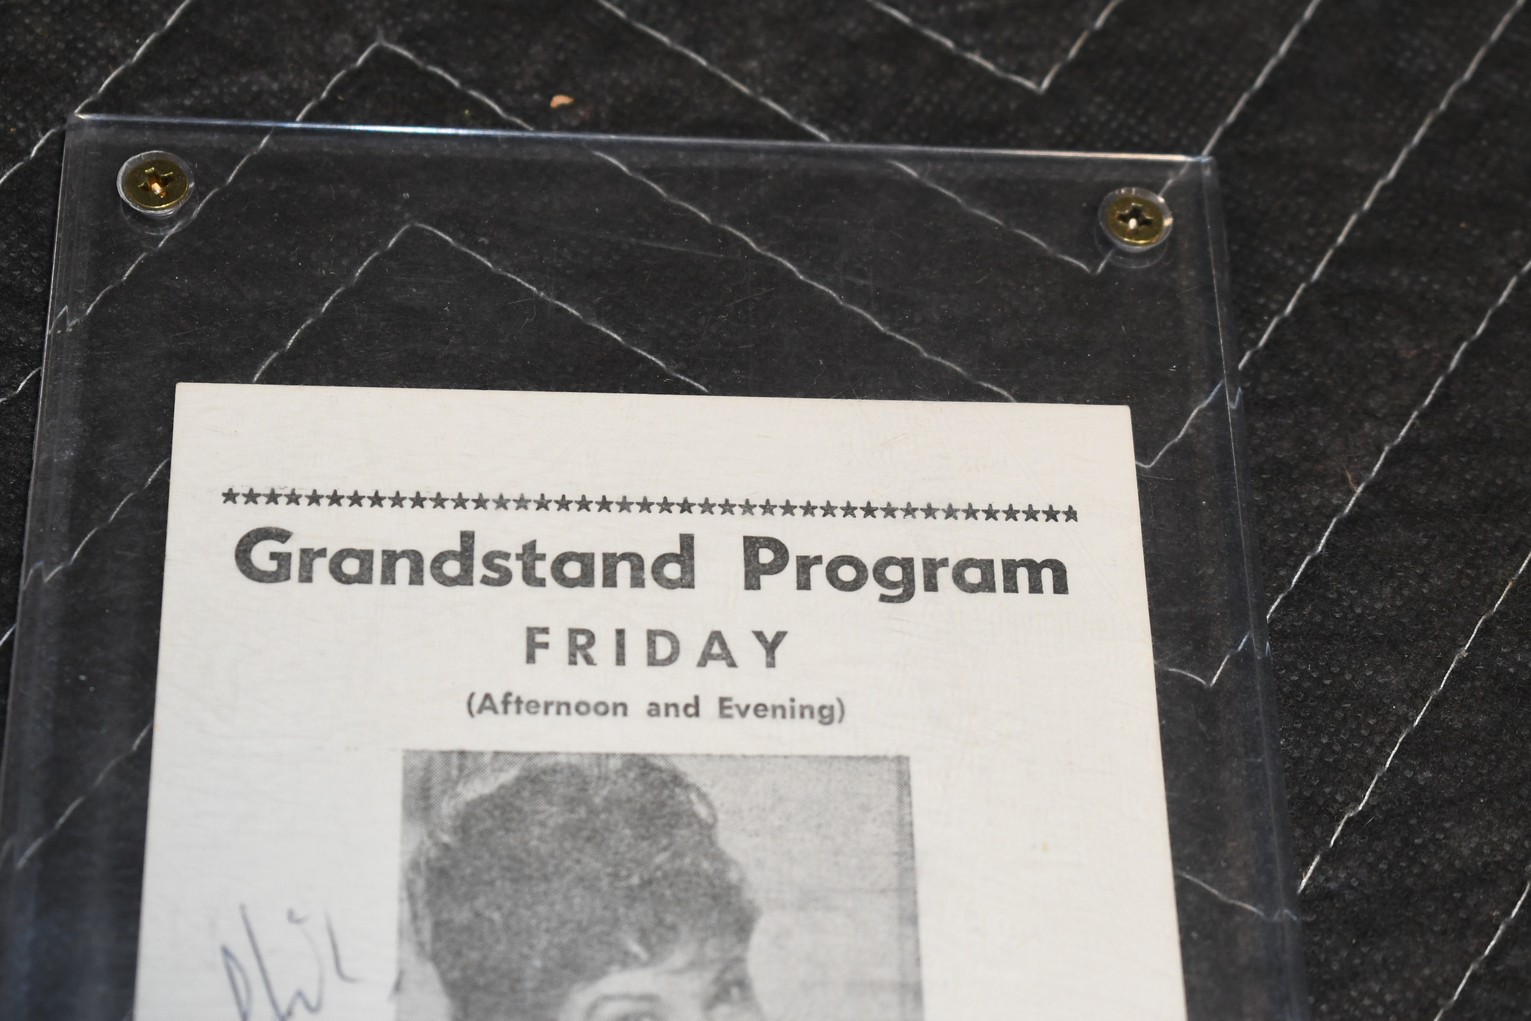 Grandstand Program
FRIDAY
(Afternoon and Evening)